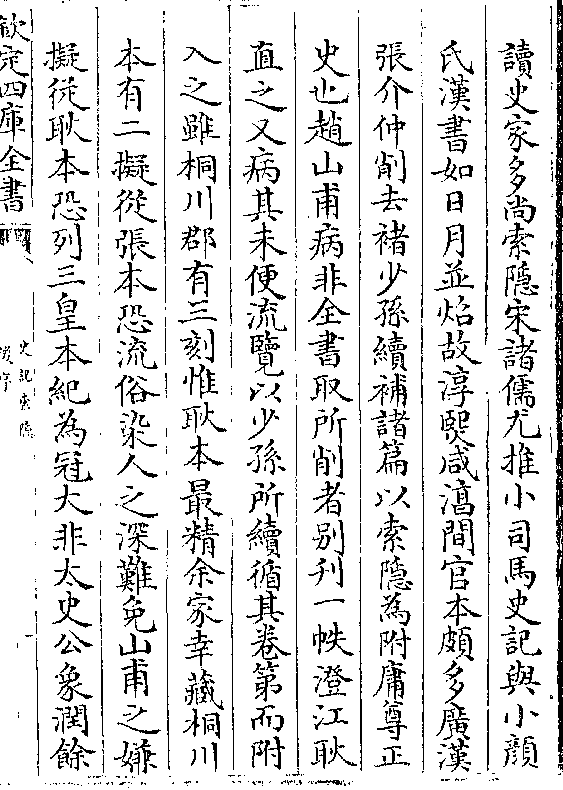 讀史家多尚索隱宋諸儒尤推小司馬史記與小顔
氏漢書如日月並炤故淳熙咸湻間官本頗多廣漢
張介仲削去褚少孫續補諸篇以索隱為附庸尊正
史也趙山甫病非全書取所削者别刋一帙澄江耿
直之又病其未便流覽以少孫所續循其卷第而附
入之雖桐川郡有三刻惟耿本最精余家幸藏桐川
本有二擬從張本恐流俗染人之深難免山甫之嫌
擬從耿本恐列三皇本紀為冠大非太史公象潤餘
欽定四庫全書
史記索隱
後序